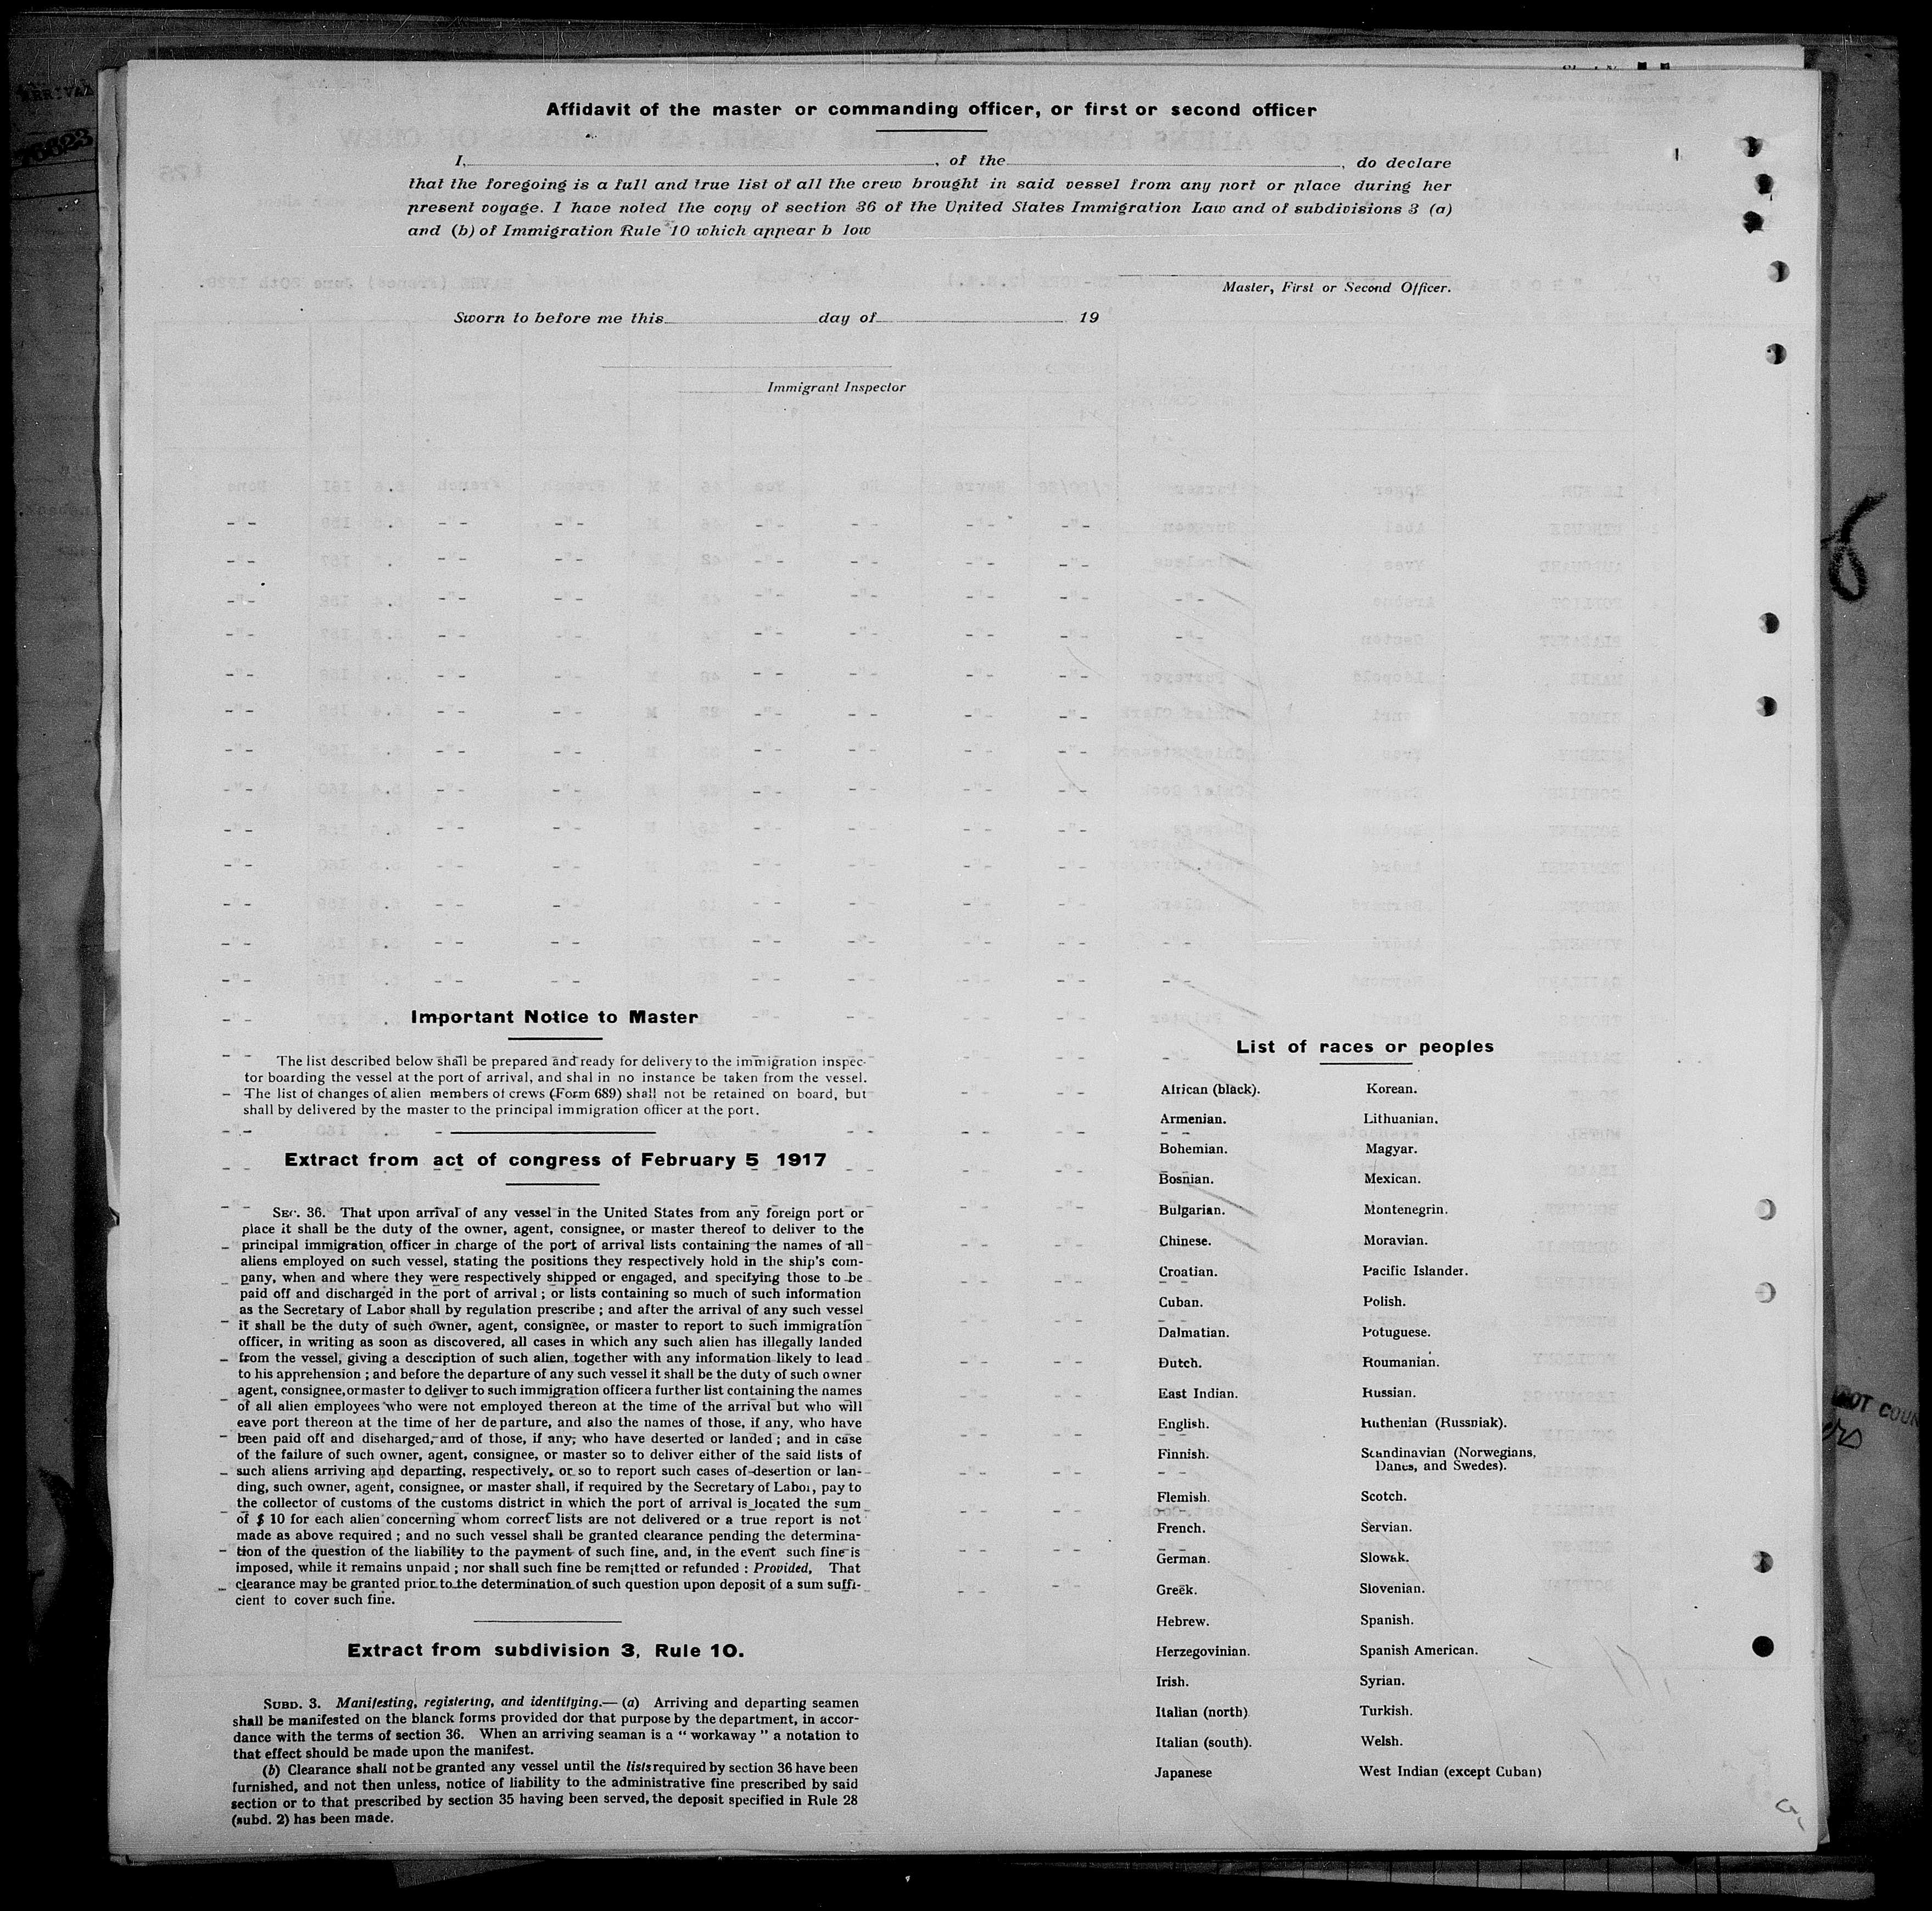 Affidavit of the master or commanding officer, or first or second officer
I, , of the , do declare
that the foregoing is a full and true list of all the crew brought in said vessel from any port or place during her
present voyage. I have noted the copy of section 36 of the United States Immigration Law and of subdivisions 3 (a)
and (b) of Immigration Rule 10 which appear b low
Master, First or Second Officer.
Sworn to before me this day of 19
Immigrant Inspector
Important Notice to Master
The list described below shall be prepared and ready for delivery to the immigration inspec-
tor boarding the vessel at the port of arrival, and shal in no instance be taken from the vessel.
The list of changes of alien members of crews (Form 689) shall not be retained on board, but
shall by delivered by the master to the principal immigration officer at the port.
Extract from act of congress of February 5 1917
SEC. 36. That upon arrival of any vessel in the United States from any foreign port or
place it shall be the duty of the owner, agent, consignee, or master thereof to deliver to the
principal immigration officer in charge of the port of arrival lists containing the names of all
aliens employed on such vessel, stating the positions they respectively hold in the ship's com-
pany, when and where they were respectively shipped or engaged, and specifying those to be
paid off and discharged in the port of arrival ; or lists containing so much of such information
as the Secretary of Labor shall by regulation prescribe ; and after the arrival of any such vessel
it shall be the duty of such owner, agent, consignee, or master to report to such immigration
officer, in writing as soon as discovered, all cases in which any such alien has illegally landed
from the vessel, giving a description of such alien, together with any information likely to lead
to his apprehension ; and before the departure of any such vessel it shall be the duty of such owner
agent, consignee, or master to deliver to such immigration officer a further list containing the names
of all alien employees who were not employed thereon at the time of the arrival but who will
eave port thereon at the time of her departure, and also the names of those, if any, who have
been paid off and diseharged, and of those, if any, who have deserted or landed ; and in case
of the failure of such owner, agent, consignee, or master so to deliver either of the said lists of
such aliens arriving and departing, respectively, or so to report such cases of desertion or lan-
ding, such owner, agent, consignee, or master shall, if required by the Secretary of Labor, pay to
the collector of customs of the customs district in which the port of arrival is located the sum
of $ 10 for each alien concerning whom correct lists are not delivered or a true report is not
made as above required ; and no such vessel shall be granted clearance pending the determina-
tion of the question of the liability to the payment of such fine, and, in the event such fine is
imposed, while it remains unpaid ; nor shall such fine be remitted or refunded : Provided, That
clearance may be granted prior to the determination of such question upon deposit of a sum suffi-
cient to cover such fine.
Extract from subdivision 3, Rule 10.
SUBD. 3. Manifesting, registering, and identifying.— (a) Arriving and departing seamen
shall be manifested on the blanck forms provided dor that purpose by the department, in accor-
dance with the terms of section 36. When an arriving seaman is a " workaway " a notation to
that effect should be made upon the manifest.
(b) Clearance shall not be granted any vessel until the lists required by section 36 have been
furnished, and not then unless, notice of liability to the administrative fine prescribed by said
section or to that prescribed by section 35 having been served, the deposit specified in Rule 28
(subd. 2) has been made.
List of races or peoples
African (black).
Armenian.
Bohemian.
Bosnian.
Bulgarian.
Chinese.
Croatian.
Cuban.
Dalmatian.
Dutch.
East Indian.
English.
Finnish.
Flemish.
French.
German.
Greek.
Hebrew.
Herzegovinian.
Irish.
Italian (north)
Italian (south).
Japanese
Korean.
Lithuanian.
Magyar.
Mexican.
Montenegrin.
Moravian.
Pacific Islander.
Polish.
Potuguese.
Roumanian.
Russian.
Ruthenian (Russniak).
Scandinavian (Norwegians,
Danes, and Swedes).
Scotch.
Servian.
Slowak.
Slovenian.
Spanish.
Spanish American.
Syrian.
Turkish.
Welsh.
West Indian (except Cuban)